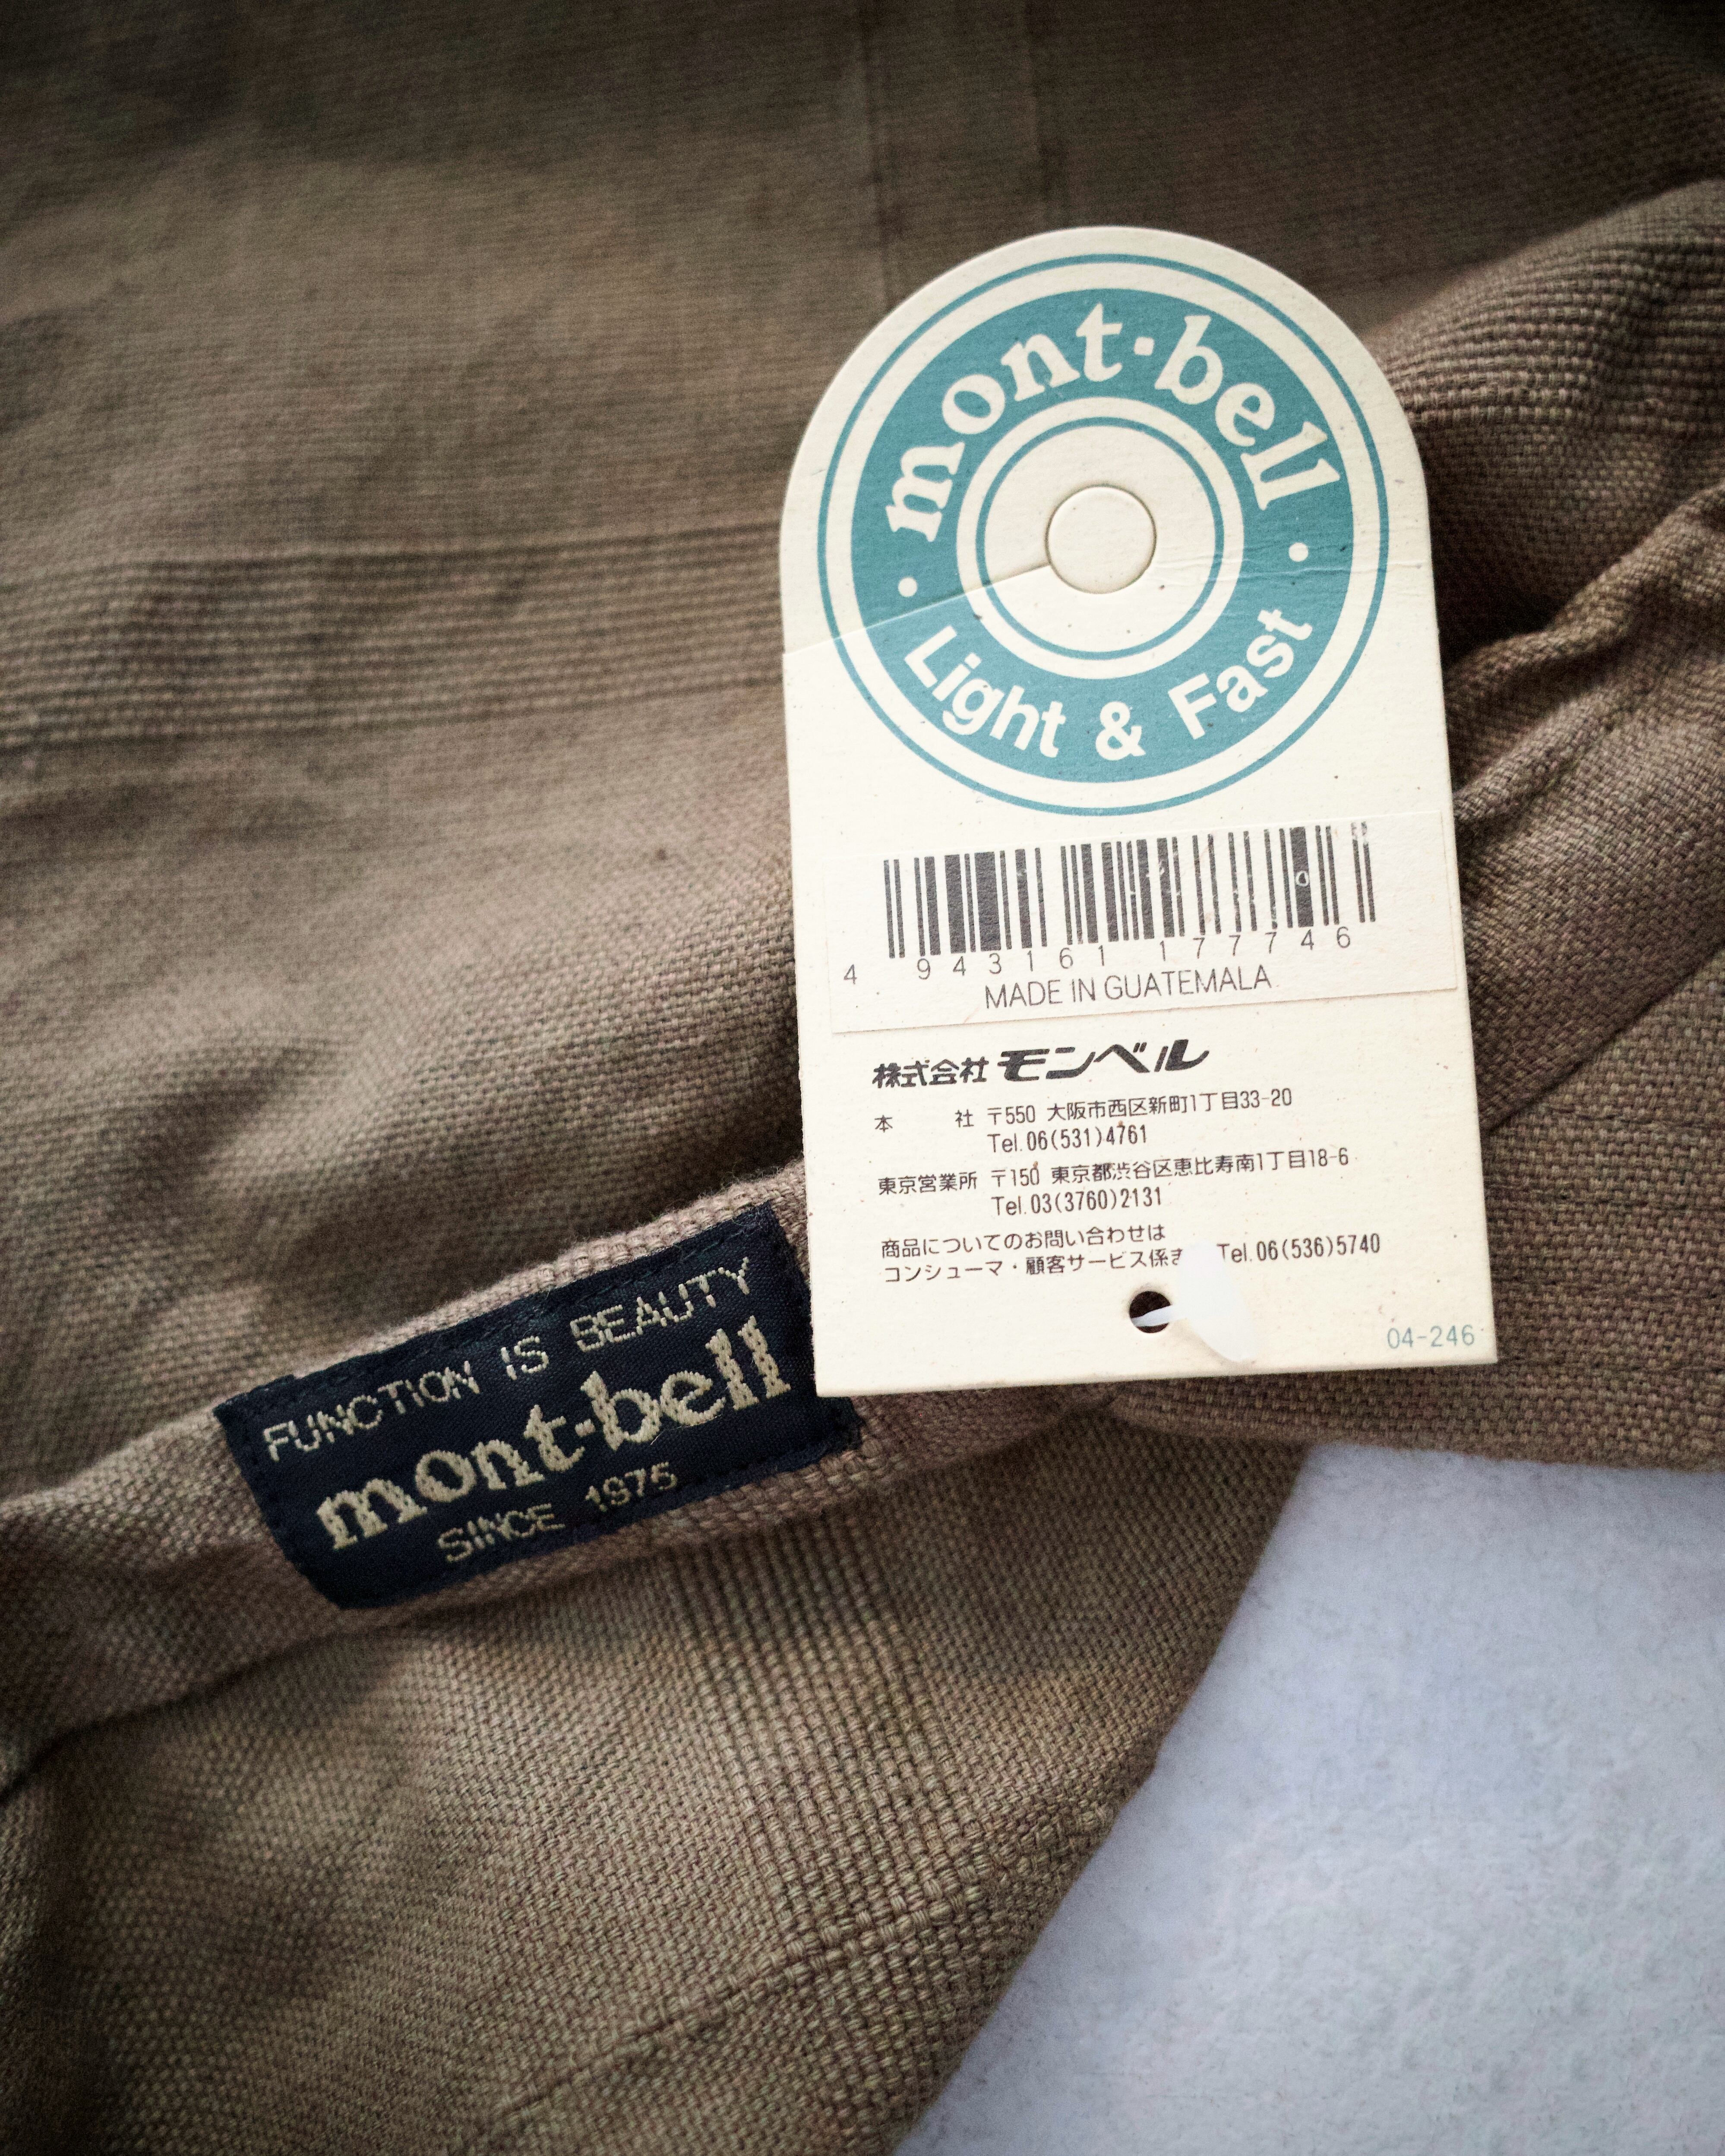 mont·bell
Light & Fast
4 943161 177746
MADE IN GUATEMALA
株式会社 モンベル
本 社 〒550 大阪市西区新町1丁目33-20
Tel.06(531)4761
東京営業所 〒150 東京都渋谷区恵比寿南1丁目18-6
Tel.03(3760)2131
商品についてのお問い合わせは
コンシューマ・顧客サービス係ま Tel.06(536)5740
04-246
FUNCTION IS BEAUTY
mont-bell
SINCE 1975